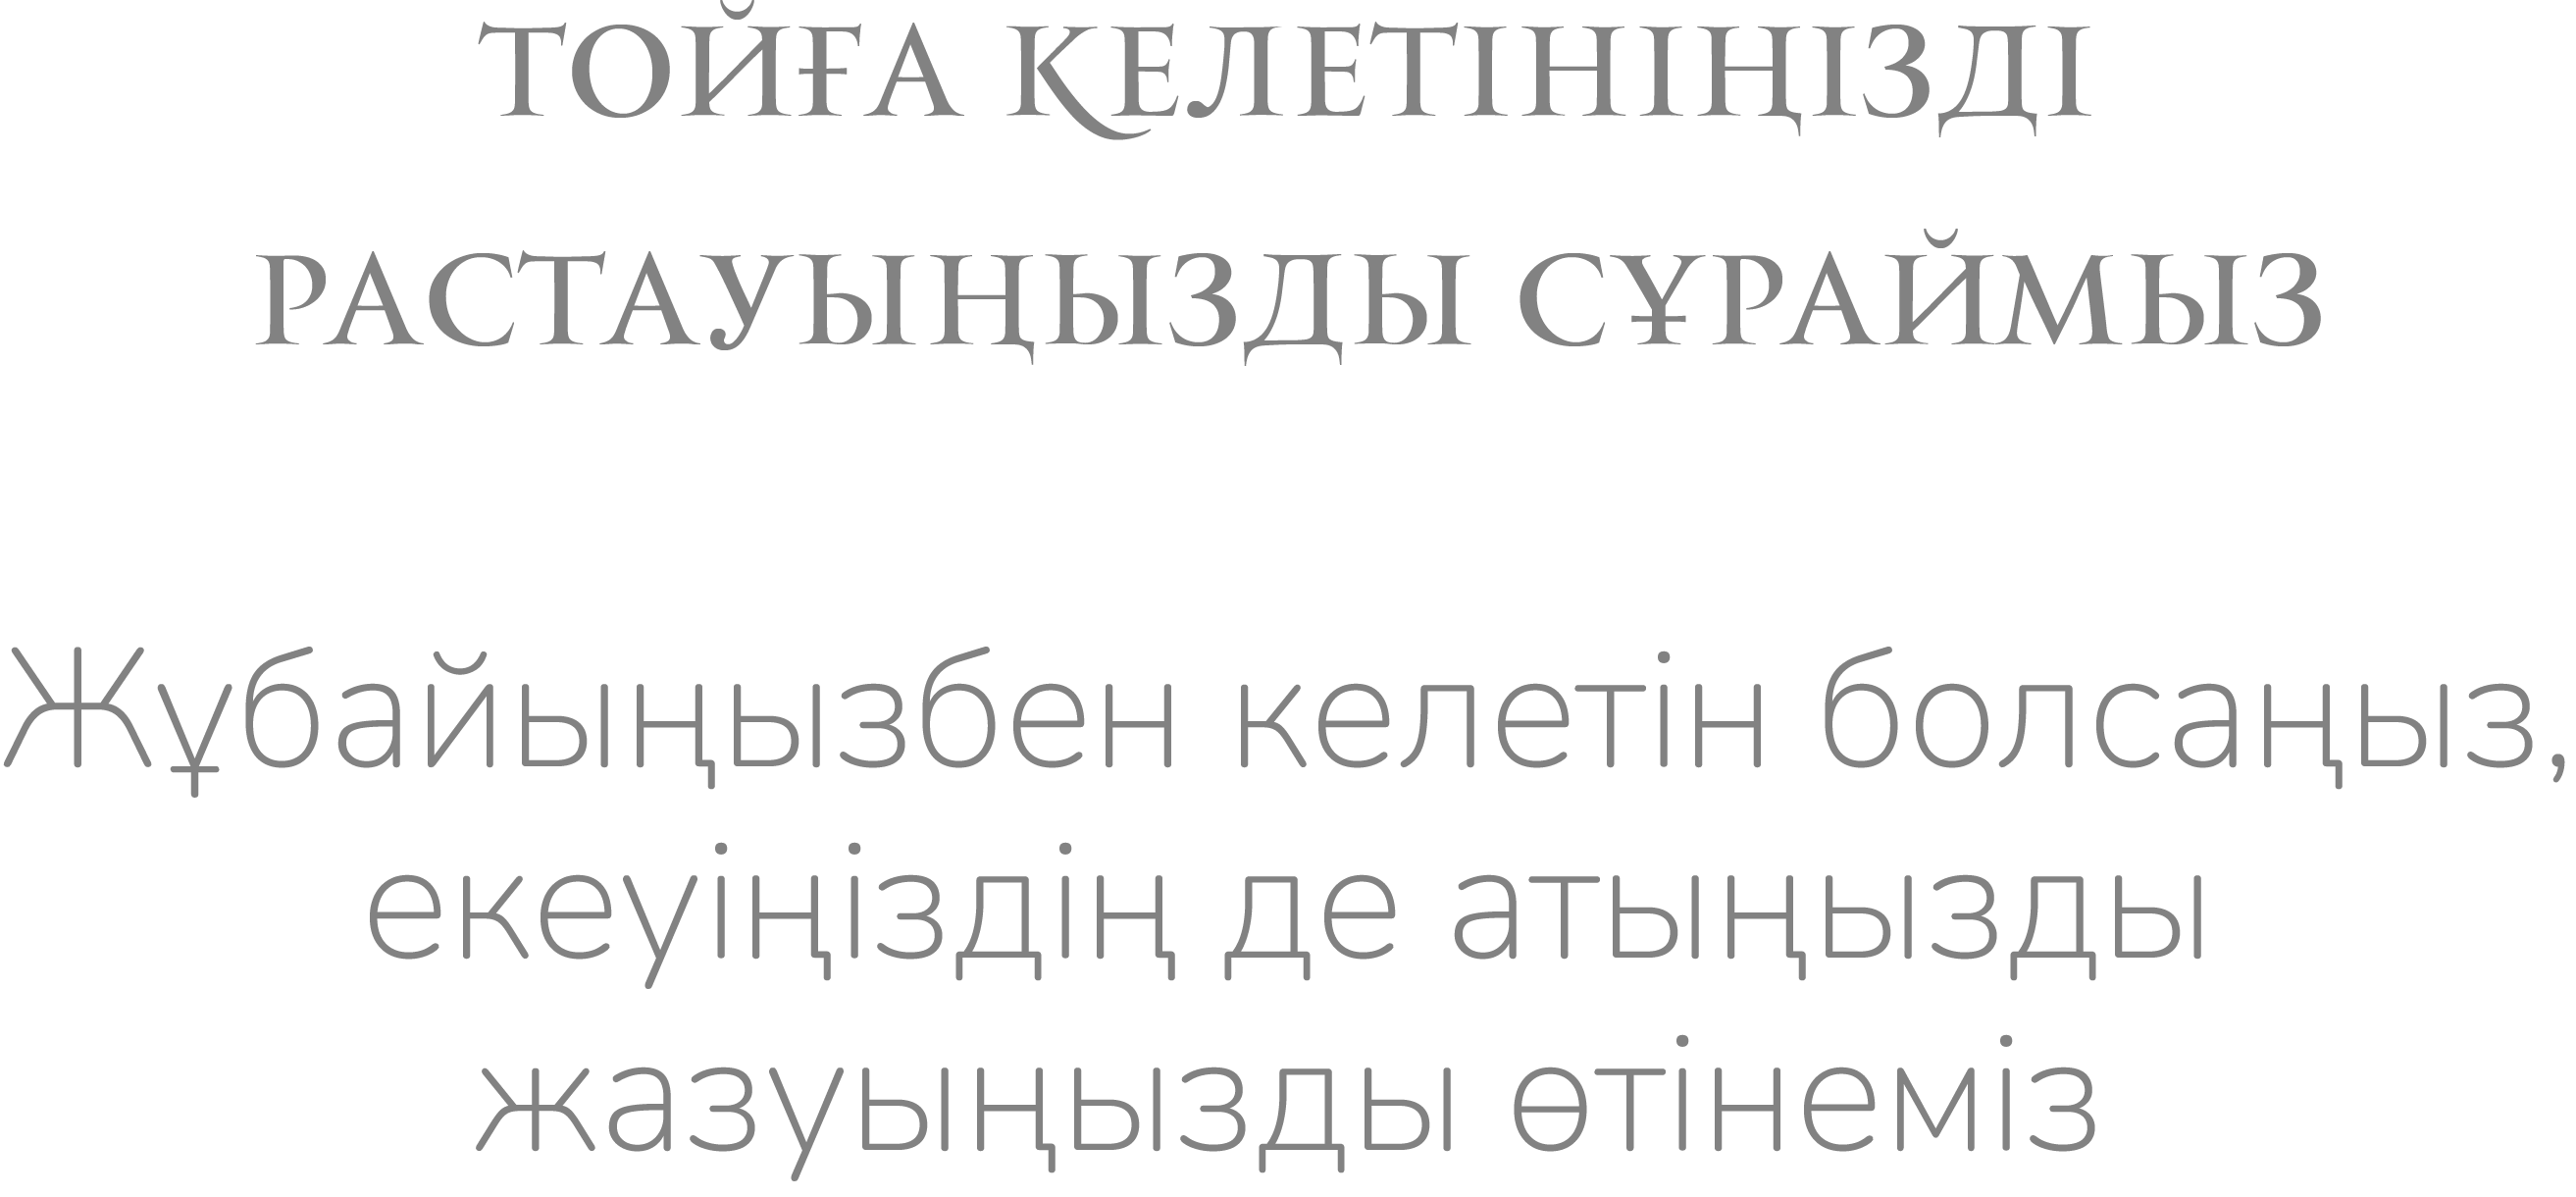 ТОЙҒА КЕЛЕТІНІҢІЗДІ
РАСТАУЫҢЫЗДЫ СҰРАЙМЫЗ
Жұбайыңызбен келетін болсаңыз,
екеуіңіздің де атыңызды
жазуыңызды өтінеміз